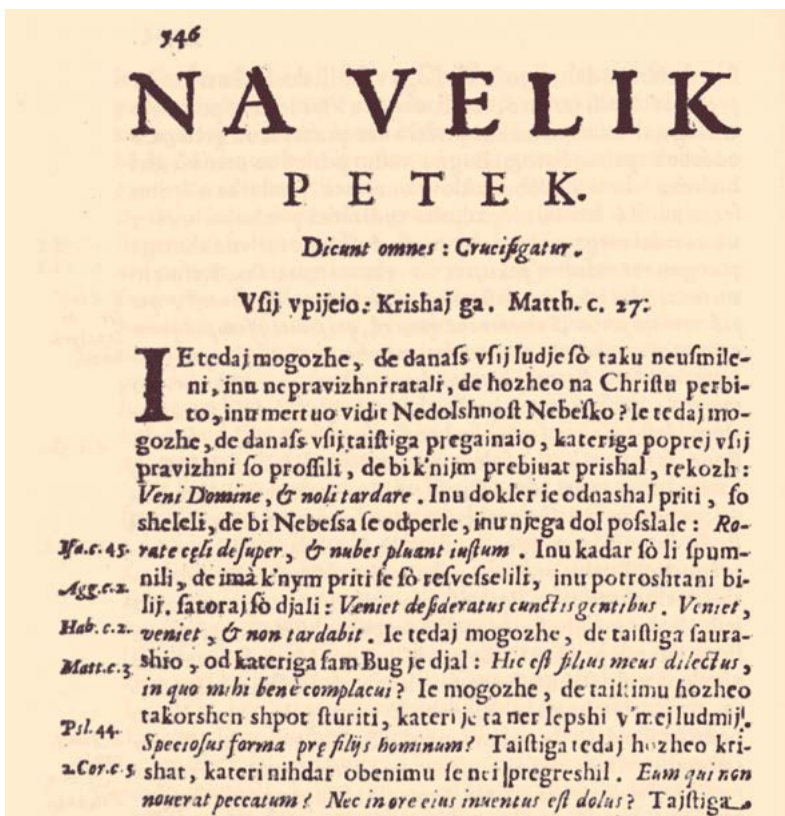 146
NA VELIK
PETEK.
Dicunt omnes : Crucifigatur.
Vſij vpijeio: Krishaj ga. Matth. c. 27:
IE tedaj mogozhe, de danaſs vſij ludje ſò taku neuſmile-
ni, inu nepravizhni ratali, de hozheo na Chriſtu perbi-
to, inu mertuo vidit Nedolshnoſt Nebeſko? Ie tedaj mo-
gozhe, de danaſs vſij taiſtiga pregainaio, kateriga poprej vſij
pravizhni ſo proſſili, de bi k'nijm prebiuat prishal, rekozh:
Veni Domine, & noli tardare. Inu dokler ie odnashal priti, ſo
sheleli, de bi Nebeſſa ſe odperle, inu njega dol poſslale: Ro-
Iſa.c.45. rate cęli deſuper, & nubes pluant iuſtum. Inu kadar ſò li ſpum-
nili, de imà k'nym priti ſe ſò reſveſselili, inu potroshtani bi-
Agg.c.2. lij, ſatoraj ſò djali: Væniet deſideratus cunctis gentibus. Veniet,
Hab.c.2. veniet, & non tardabit. Ie tedaj mogozhe, de taiſtiga ſaura-
Matt.c.3 shio, od kateriga ſam Bug je djal: Hic eſt filius meus dilectus,
in quo mihi benè complacui? Ie mogozhe, de taiſtimu hozheo
takorshen shpot ſturiti, kateri je ta ner lepshi v'mej ludmij!
Psl.44. Specioſus forma prę filijs hominum? Taiſtiga tedaj hozheo kri-
2.Cor.c.5 shat, kateri nihdar obenimu ſe nei pregreshil. Eum qui non
nouerat peccatum? Nec in ore eius inuentus eſt dolus? Tajſtiga